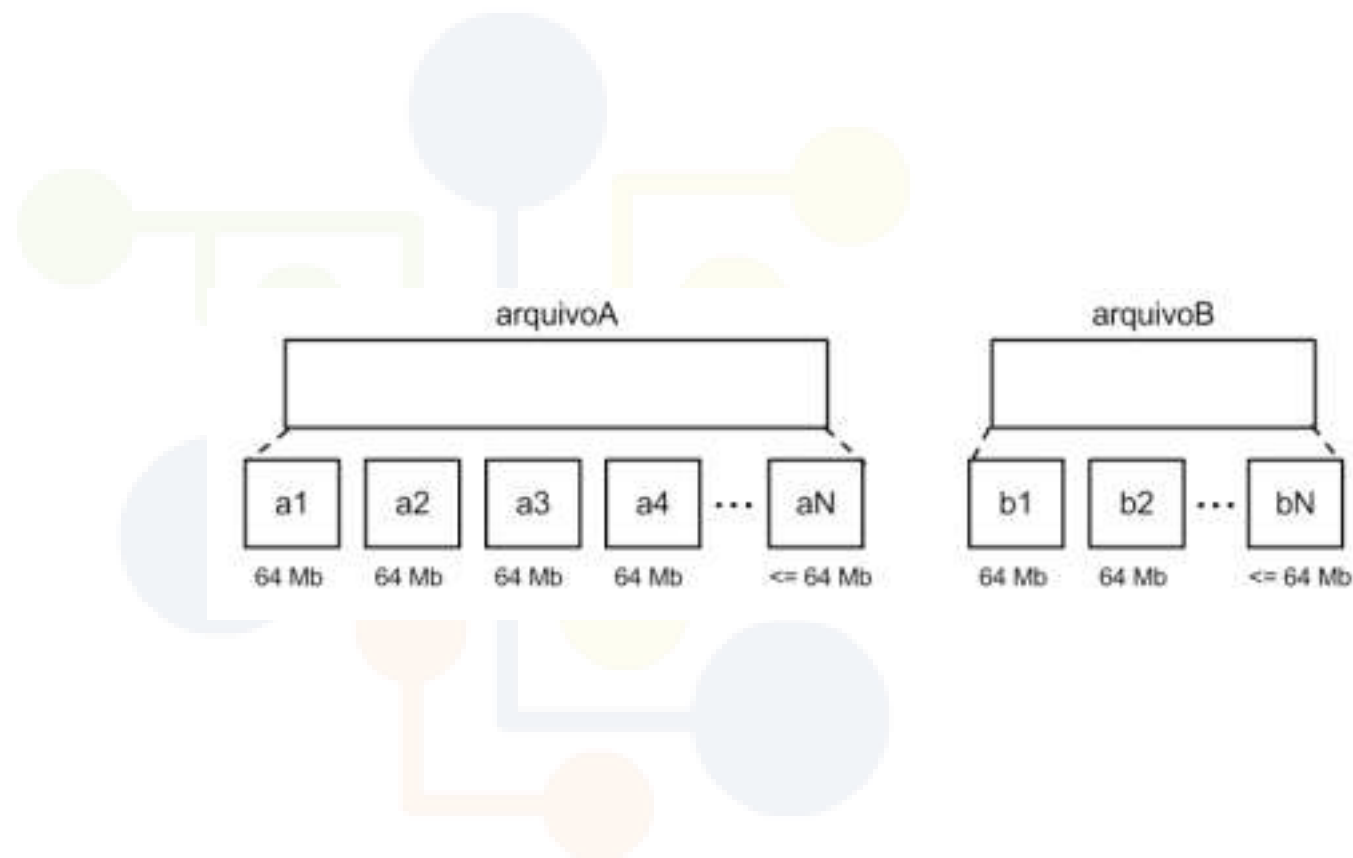 arquivoA
arquivoB
a1 a2 a3 a4 ... aN
b1 b2 ... bN
64 Mb 64 Mb 64 Mb 64 Mb <= 64 Mb
64 Mb 64 Mb <= 64 Mb